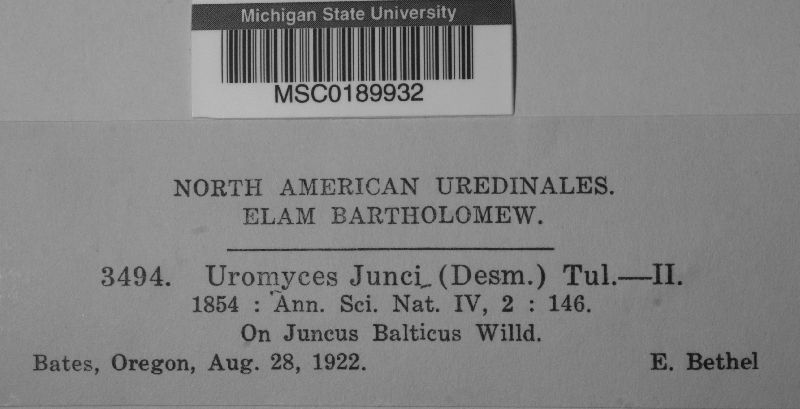 Michigan State University
MSC0189932
NORTH AMERICAN UREDINALES.
ELAM BARTHOLOMEW.
3494. Uromyces Junci (Desm.) Tul.—II.
1854 : Ann. Sci. Nat. IV, 2 : 146.
On Juncus Balticus Willd.
Bates, Oregon, Aug. 28, 1922. E. Bethel